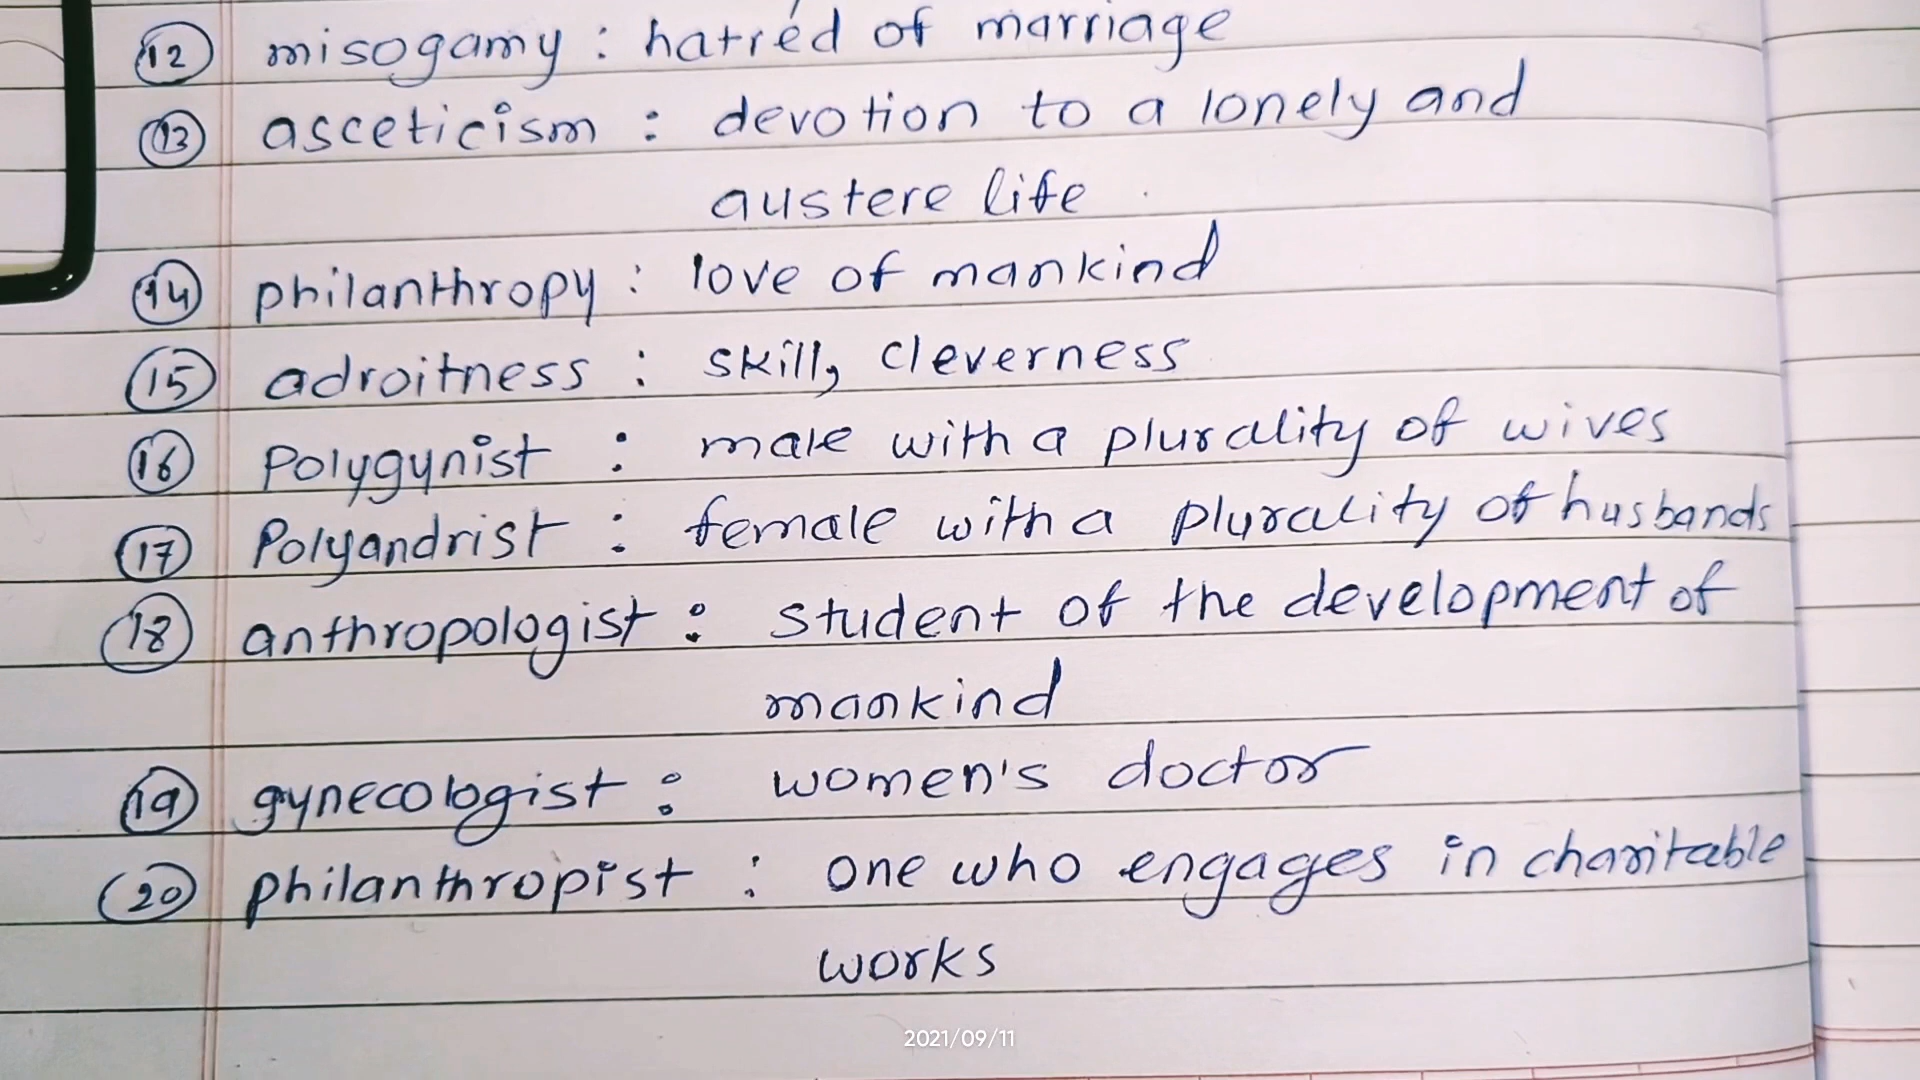 12 misogamy : hatred of marriage
13 asceticism : devotion to a lonely and
austere life
14 philanthropy : love of mankind
15 adroitness : skill, cleverness
16 Polygynist : male with a plurality of wives
17 Polyandrist : female with a plurality of husbands
18 anthropologist : student of the development of
mankind
19 gynecologist : women's doctor
20 philanthropist : one who engages in charitable
works
2021/09/11